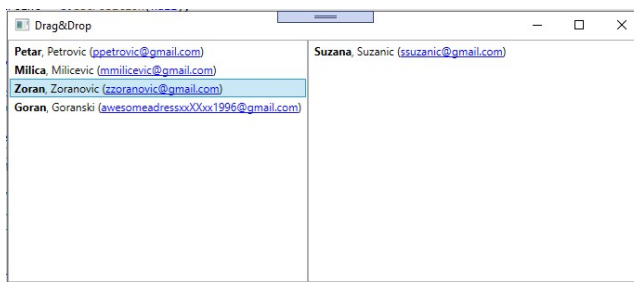 Drag&Drop
Petar, Petrovic (ppetrovic@gmail.com)
Milica, Milicevic (mmilicevic@gmail.com)
Zoran, Zoranovic (zzoranovic@gmail.com)
Goran, Goranski (awesomeadressxxXXxx1996@gmail.com)
Suzana, Suzanic (ssuzanic@gmail.com)